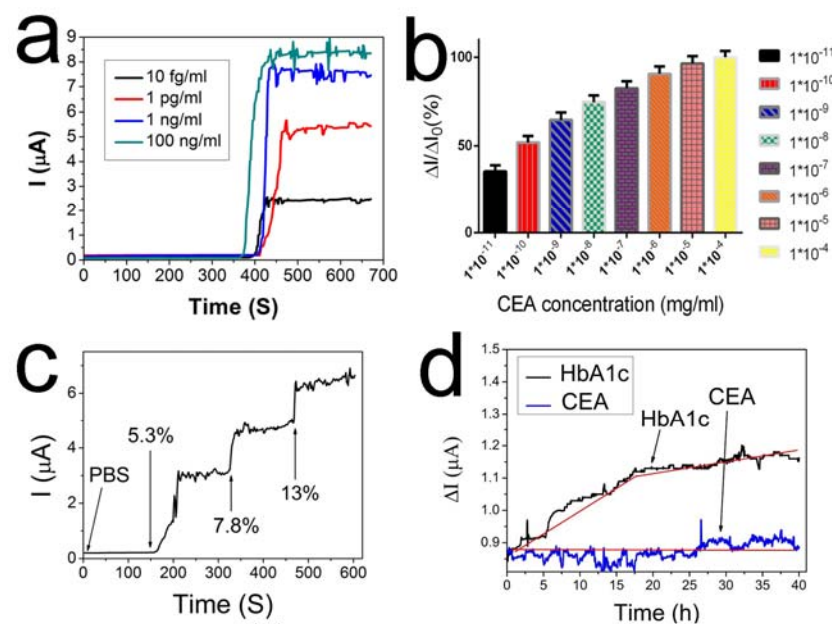 a
10 fg/ml
1 pg/ml
1 ng/ml
100 ng/ml
9
8
7
6
5
4
3
2
1
0
I (µA)
0 100 200 300 400 500 600 700
Time (S)
b
100
50
0
ΔI/ΔI0(%)
1*10-11
1*10-10
1*10-9
1*10-8
1*10-7
1*10-6
1*10-5
1*10-4
CEA concentration (mg/ml)
1*10-11
1*10-10
1*10-9
1*10-8
1*10-7
1*10-6
1*10-5
1*10-4
c
6
4
2
0
I (µA)
PBS
5.3%
7.8%
13%
0 100 200 300 400 500 600
Time (S)
d
HbA1c
CEA
CEA
HbA1c
1.5
1.4
1.3
1.2
1.1
1.0
0.9
0.8
ΔI (µA)
0 5 10 15 20 25 30 35 40
Time (h)